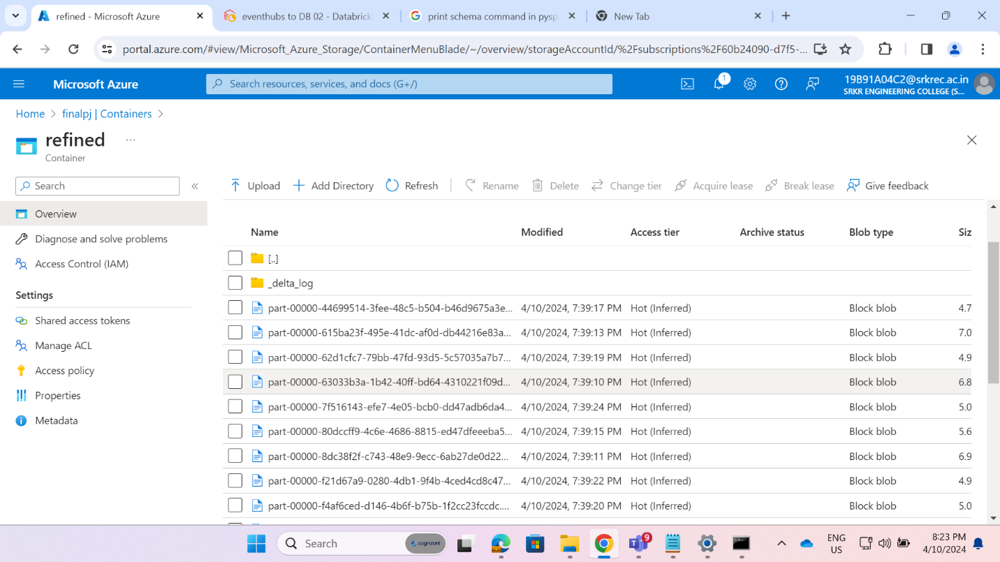 refined - Microsoft Azure
eventhubs to DB 02 - Databrick
print schema command in pysp
New Tab
portal.azure.com/#view/Microsoft_Azure_Storage/ContainerMenuBlade/~/overview/storageAccountId/%2Fsubscriptions%2F60b24090-d7f5-...
Microsoft Azure
Search resources, services, and docs (G+/)
1
19B91A04C2@srkrec.ac.in
SRKR ENGINEERING COLLEGE (S...
Home > finalpj | Containers >
refined ...
Container
Search
Upload
Add Directory
Refresh
Rename
Delete
Change tier
Acquire lease
Break lease
Give feedback
Overview
Diagnose and solve problems
Access Control (IAM)
Settings
Shared access tokens
Manage ACL
Access policy
Properties
Metadata
Name Modified Access tier Archive status Blob type Siz
[..]
_delta_log
part-00000-44699514-3fee-48c5-b504-b46d9675a3e... 4/10/2024, 7:39:17 PM Hot (Inferred) Block blob 4.7
part-00000-615ba23f-495e-41dc-af0d-db44216e83a... 4/10/2024, 7:39:13 PM Hot (Inferred) Block blob 7.0
part-00000-62d1cfc7-79bb-47fd-93d5-5c57035a7b7... 4/10/2024, 7:39:19 PM Hot (Inferred) Block blob 4.9
part-00000-63033b3a-1b42-40ff-bd64-4310221f09d... 4/10/2024, 7:39:10 PM Hot (Inferred) Block blob 6.8
part-00000-7f516143-efe7-4e05-bcb0-dd47adb6da4... 4/10/2024, 7:39:24 PM Hot (Inferred) Block blob 5.0
part-00000-80dccff9-4c6e-4686-8815-ed47dfeeeba5... 4/10/2024, 7:39:15 PM Hot (Inferred) Block blob 5.6
part-00000-8dc38f2f-c743-48e9-9ecc-6ab27de0d22... 4/10/2024, 7:39:11 PM Hot (Inferred) Block blob 6.9
part-00000-f21d67a9-0280-4db1-9f4b-4ced4cd8c47... 4/10/2024, 7:39:22 PM Hot (Inferred) Block blob 4.9
part-00000-f4af6ced-d146-4b6f-b75b-1f2cc23fccdc.... 4/10/2024, 7:39:20 PM Hot (Inferred) Block blob 5.0
Search
cognizant
9
ENG
US
8:23 PM
4/10/2024